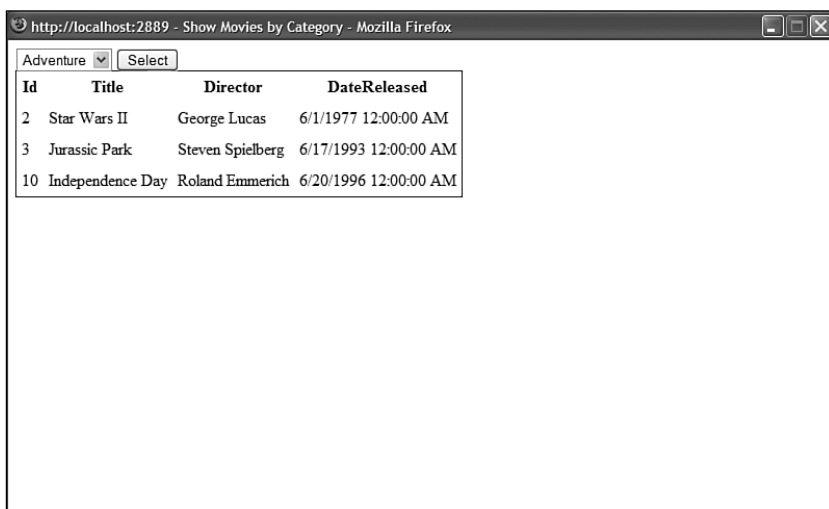 http://localhost:2889 - Show Movies by Category - Mozilla Firefox
Adventure Select
Id Title Director DateReleased
2 Star Wars II George Lucas 6/1/1977 12:00:00 AM
3 Jurassic Park Steven Spielberg 6/17/1993 12:00:00 AM
10 Independence Day Roland Emmerich 6/20/1996 12:00:00 AM